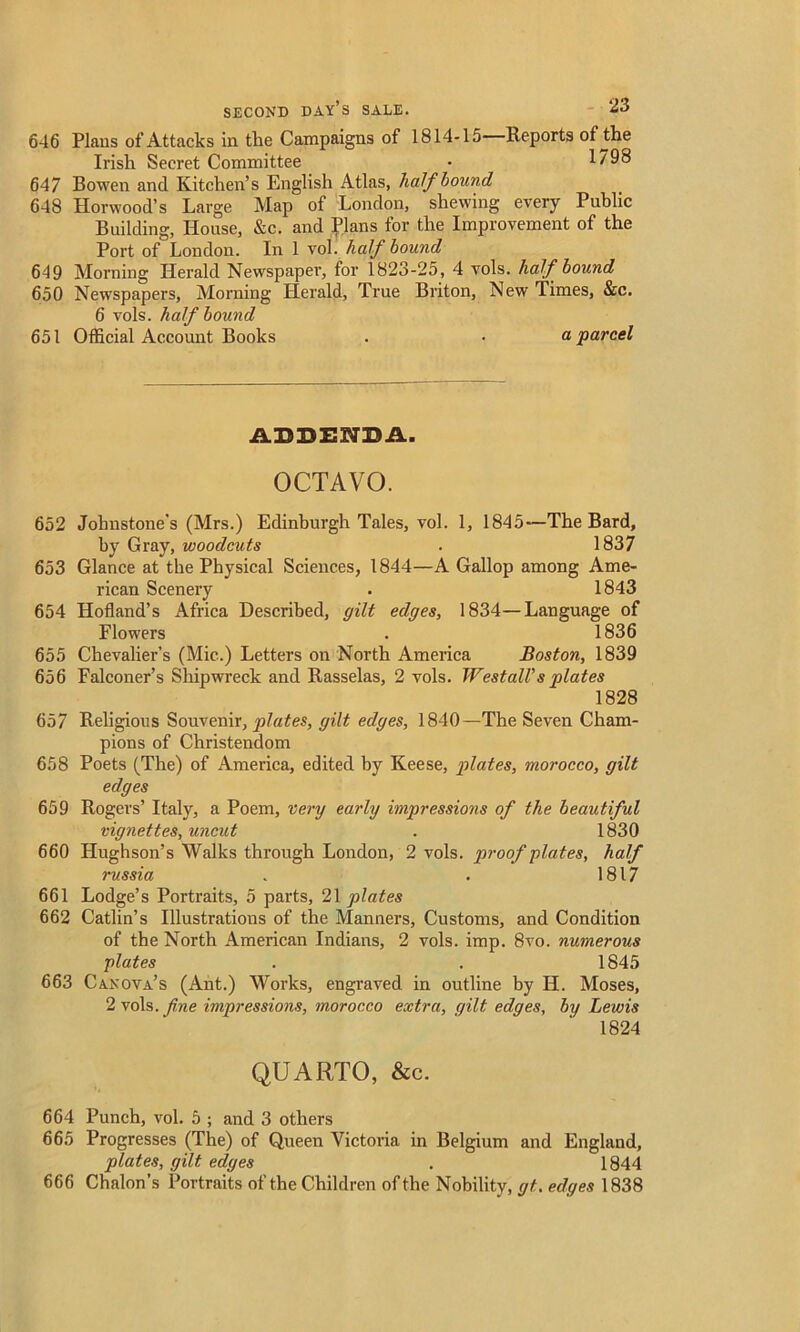 SECOND DAY'S SALE. 23
646 Plans of Attacks in the Campaigns of 1814-15—Reports of the
Irish Secret Committee . 1798
647 Bowen and Kitchen's English Atlas, half bound
648 Horwood's Large Map of London, shewing every Public
Building, House, &c. and Plans for the Improvement of the
Port of London. In 1 vol. half bound
649 Morning Herald Newspaper, for 1823-25, 4 vols. half bound
650 Newspapers, Morning Herald, True Briton, New Times, &c.
6 vols. half bound
651 Official Account Books . . a parcel
ADDENDA.
OCTAVO.
652 Johnstone's (Mrs.) Edinburgh Tales, vol. 1, 1845—The Bard,
by Gray, woodcuts . 1837
653 Glance at the Physical Sciences, 1844—A Gallop among Ame-
rican Scenery . 1843
654 Hofland's Africa Described, gilt edges, 1834—Language of
Flowers . 1836
655 Chevalier's (Mic.) Letters on North America Boston, 1839
656 Falconer's Shipwreck and Rasselas, 2 vols. Westall's plates
1828
657 Religious Souvenir, plates, gilt edges, 1840—The Seven Cham-
pions of Christendom
658 Poets (The) of America, edited by Keese, plates, morocco, gilt
edges
659 Rogers' Italy, a Poem, very early impressions of the beautiful
vignettes, uncut . 1830
660 Hughson's Walks through London, 2 vols. proof plates, half
russia . . 1817
661 Lodge's Portraits, 5 parts, 21 plates
662 Catlin's Illustrations of the Manners, Customs, and Condition
of the North American Indians, 2 vols. imp. 8vo. numerous
plates . . 1845
663 Canova's (Ant.) Works, engraved in outline by H. Moses,
2 vols. fine impressions, morocco extra, gilt edges, by Lewis
1824
QUARTO, &c.
664 Punch, vol. 5 ; and 3 others
665 Progresses (The) of Queen Victoria in Belgium and England,
plates, gilt edges . 1844
666 Chalon's Portraits of the Children of the Nobility, gt. edges 1838